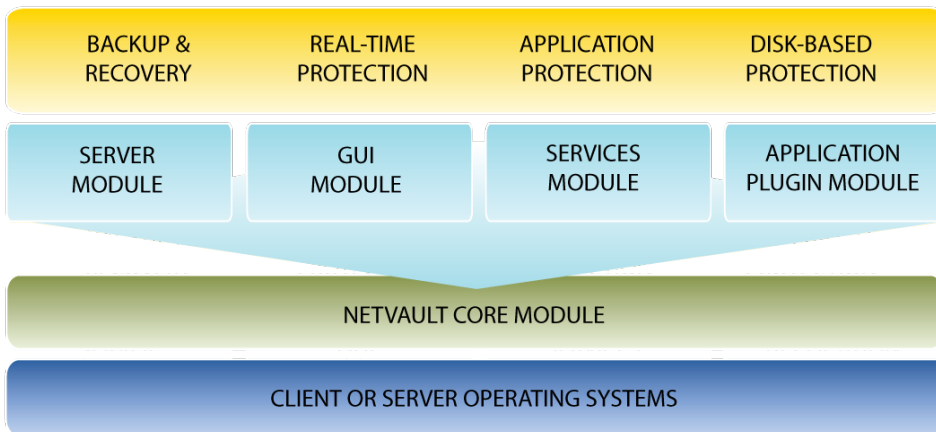 BACKUP &
RECOVERY
REAL-TIME
PROTECTION
APPLICATION
PROTECTION
DISK-BASED
PROTECTION
SERVER
MODULE
GUI
MODULE
SERVICES
MODULE
APPLICATION
PLUGIN MODULE
NETVAULT CORE MODULE
CLIENT OR SERVER OPERATING SYSTEMS